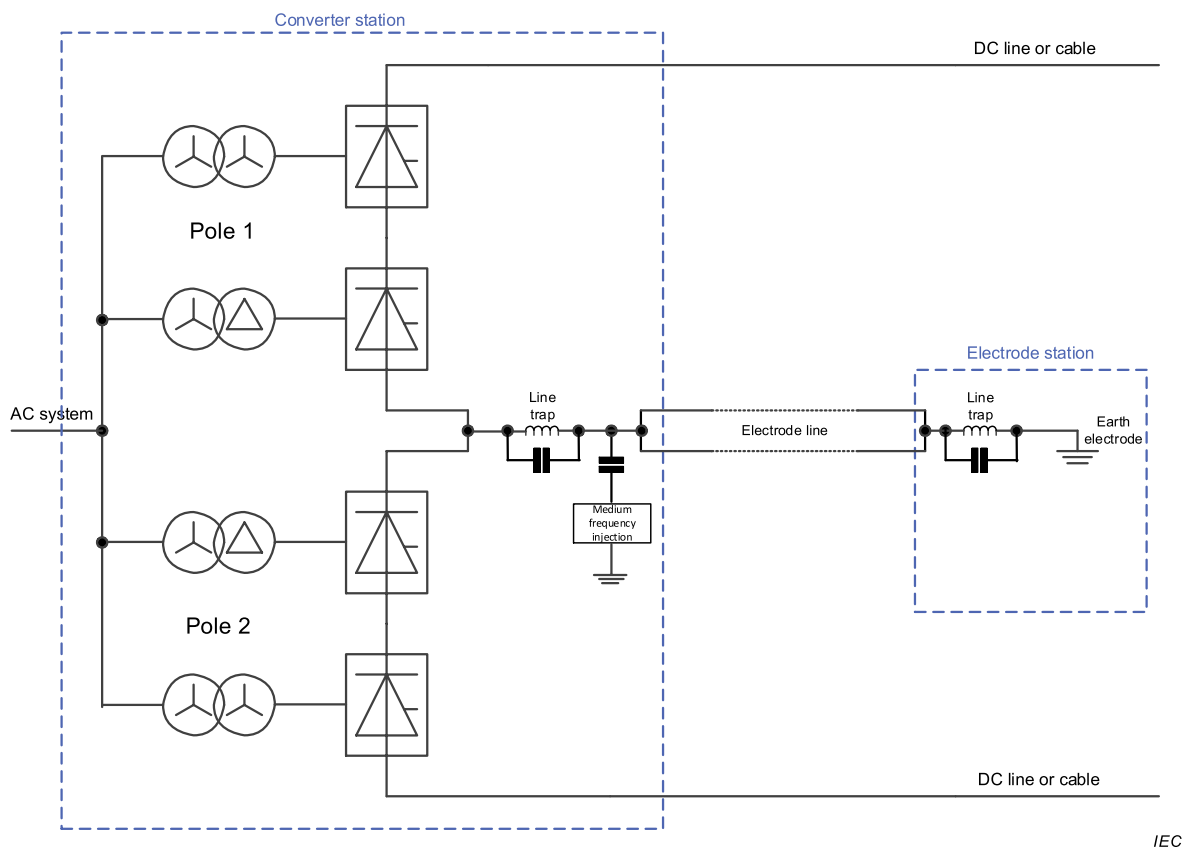 Converter station
DC line or cable
Pole 1
Electrode station
Line
trap
Line
trap
Earth
electrode
AC system
Electrode line
Medium
frequency
injection
Pole 2
DC line or cable
IEC